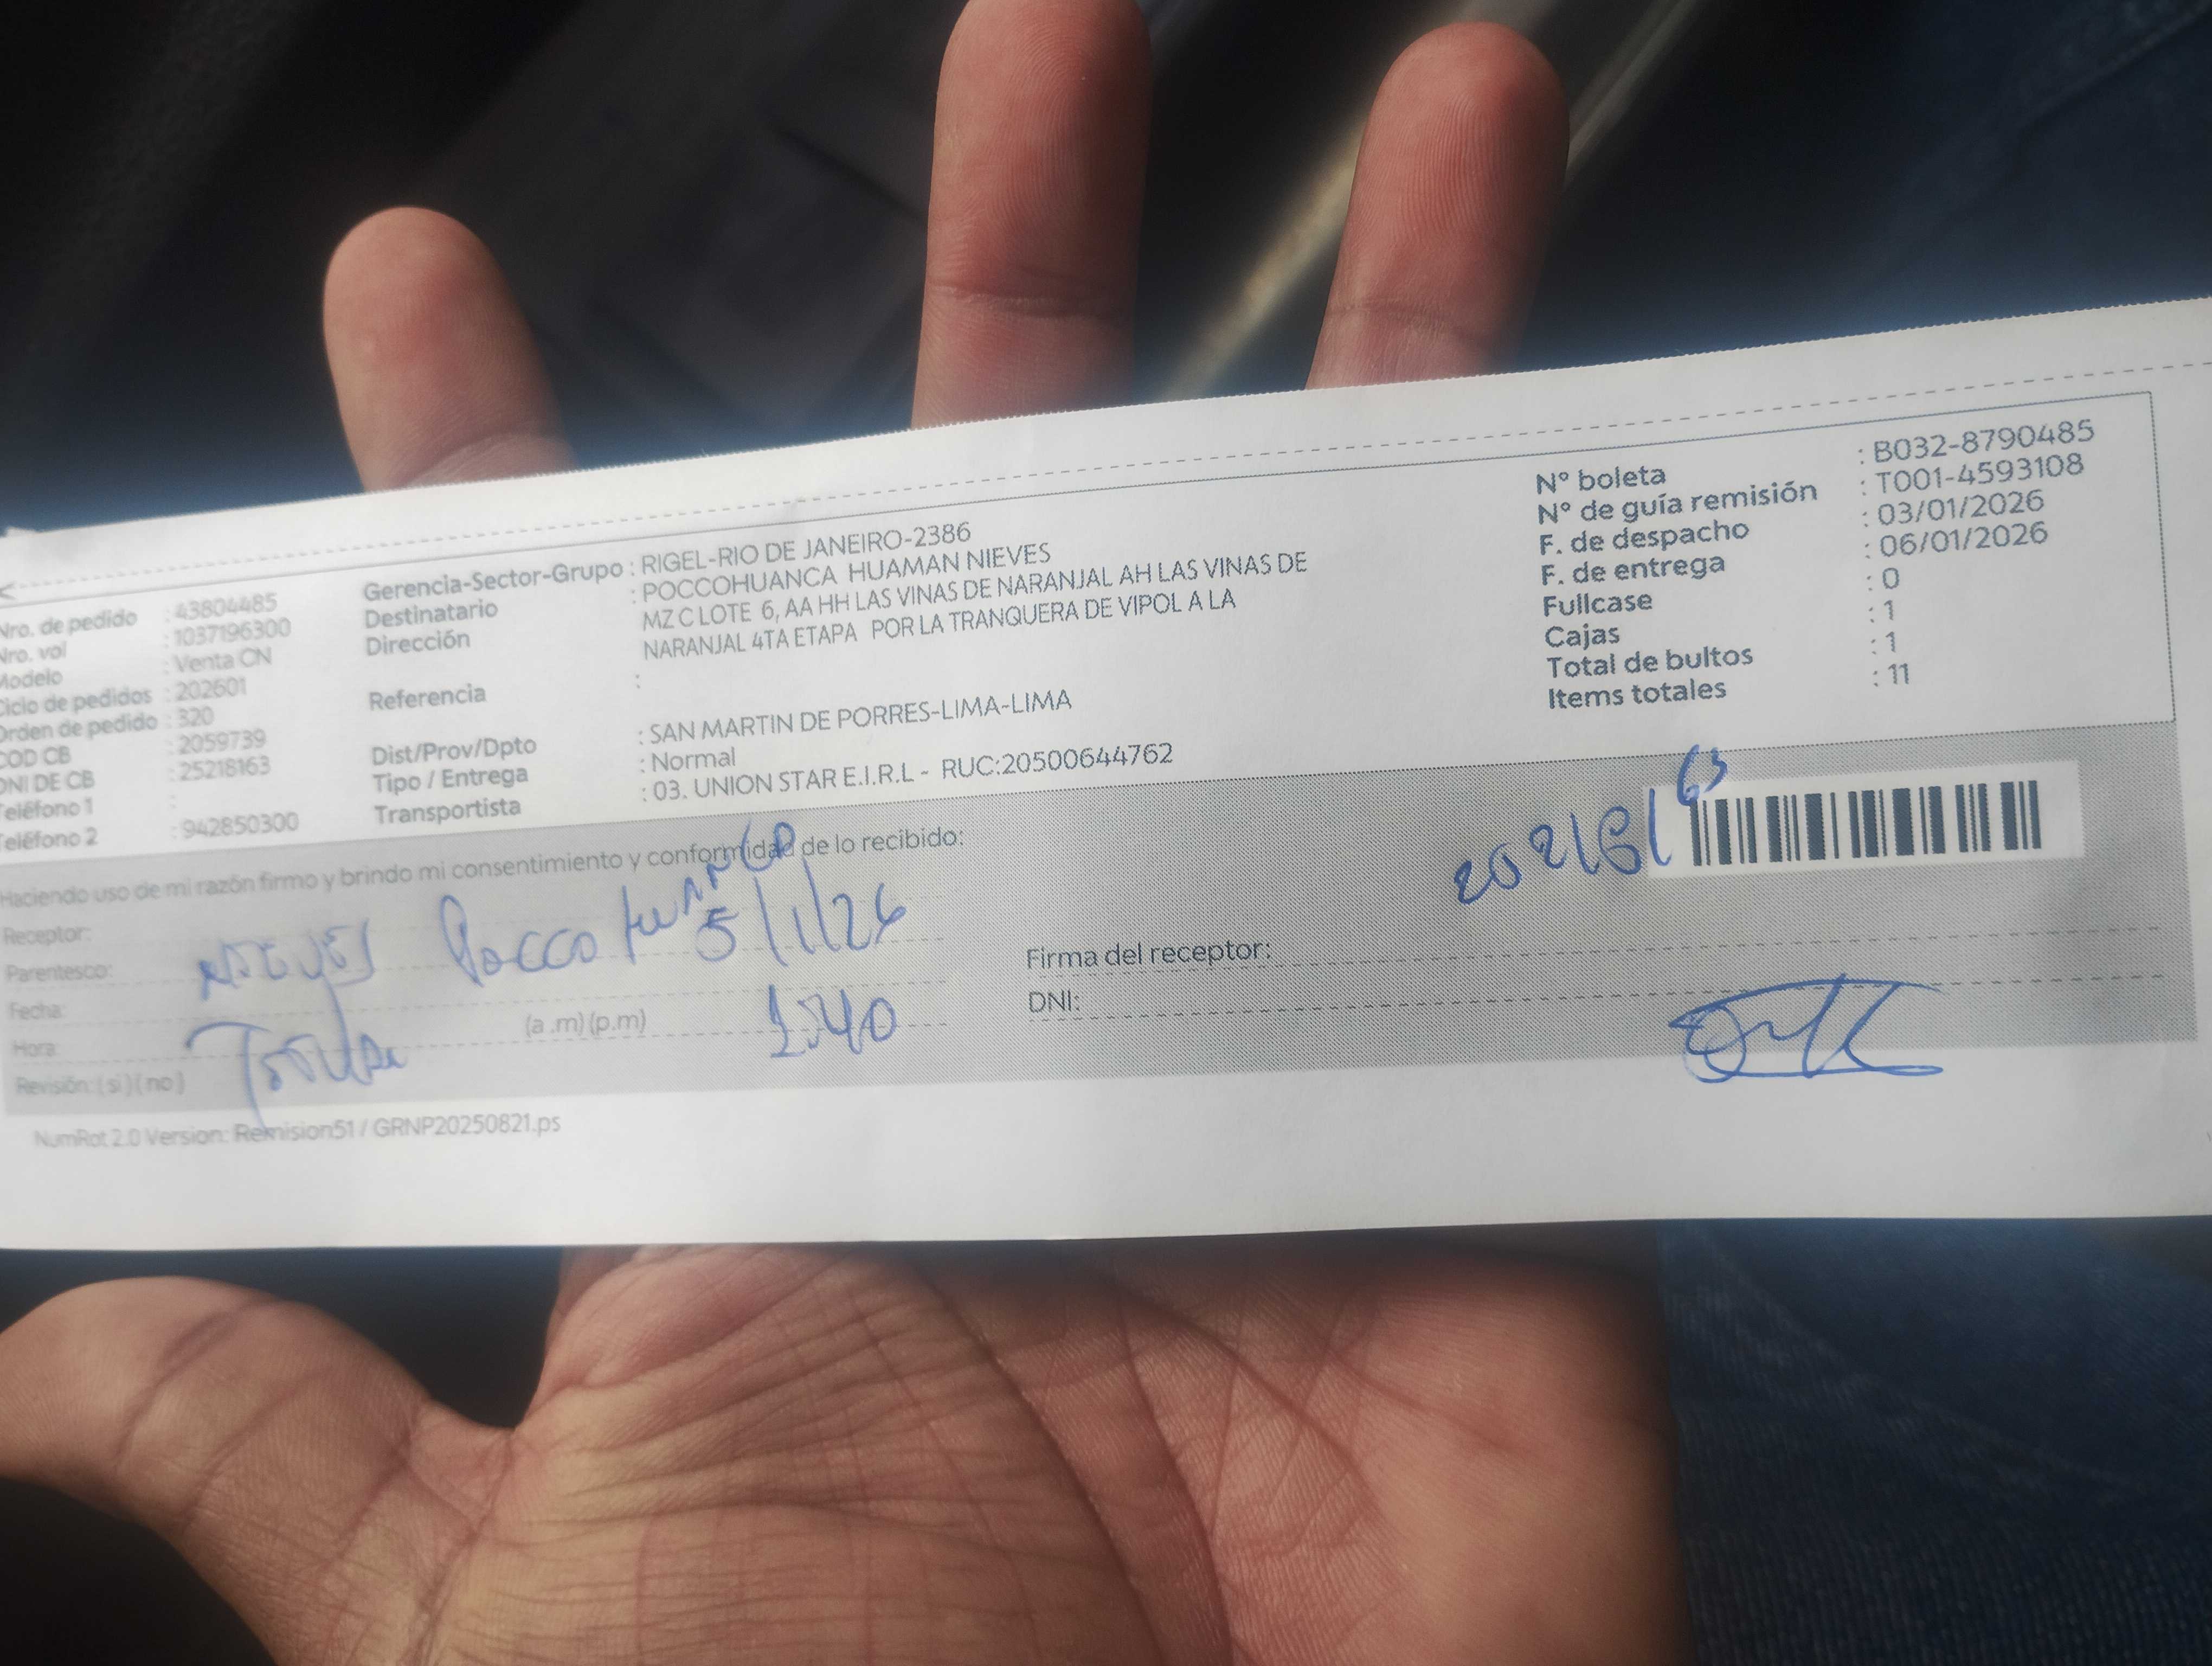 Nro. de pedido : 43804485
Nro. vol : 1037196300
Modelo : Venta CN
Ciclo de pedidos : 202601
Orden de pedido : 320
COD CB : 2059739
DNI DE CB : 25218163
Teléfono 1 :
Teléfono 2 : 942850300
Gerencia-Sector-Grupo : RIGEL-RIO DE JANEIRO-2386
Destinatario : POCCOHUANCA HUAMAN NIEVES
Dirección : MZ C LOTE 6, AA HH LAS VINAS DE NARANJAL AH LAS VINAS DE
NARANJAL 4TA ETAPA POR LA TRANQUERA DE VIPOL A LA
Referencia :
Dist/Prov/Dpto : SAN MARTIN DE PORRES-LIMA-LIMA
Tipo / Entrega : Normal
Transportista : 03. UNION STAR E.I.R.L - RUC:20500644762
N° boleta : B032-8790485
N° de guía remisión : T001-4593108
F. de despacho : 03/01/2026
F. de entrega : 06/01/2026
Fullcase : 0
Cajas : 1
Total de bultos : 1
Items totales : 11
Haciendo uso de mi razón firmo y brindo mi consentimiento y conformidad de lo recibido:
Receptor:
Parentesco:
Fecha: 5/1/26
Hora: (a.m) (p.m)
Revisión: (si) (no)
Firma del receptor:
DNI:
NumRot 2.0 Version: Remision51 / GRNP20250821.ps